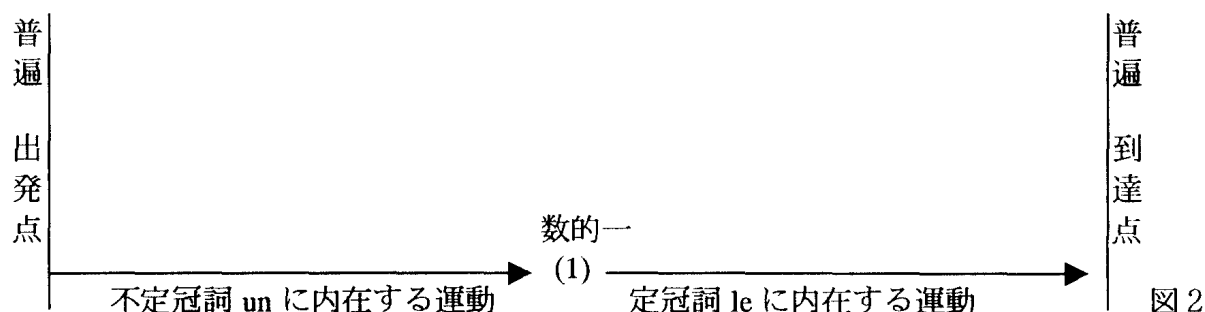 普遍 出発点
普遍 到達点
数的一
(1)
不定冠詞 un に内在する運動
定冠詞 le に内在する運動
図2